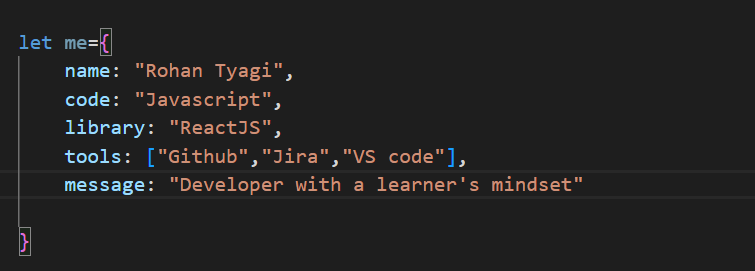 let me={
name: "Rohan Tyagi",
code: "Javascript",
library: "ReactJS",
tools: ["Github","Jira","VS code"],
message: "Developer with a learner's mindset"
}